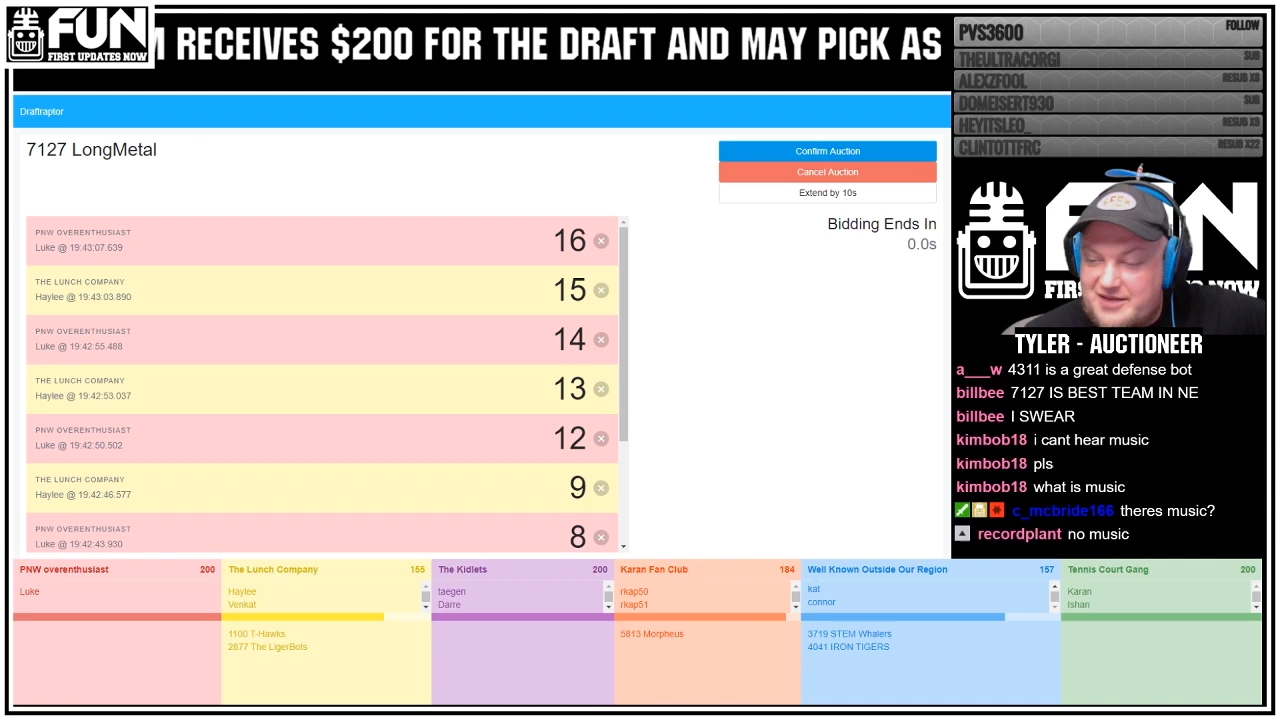 FUN
FIRST UPDATES NOW
M RECEIVES $200 FOR THE DRAFT AND MAY PICK AS
Draftraptor
7127 LongMetal
Confirm Auction
Cancel Auction
Extend by 10s
Bidding Ends In
0.0s
PNW OVERENTHUSIAST
Luke @ 19:43:07.639
16
THE LUNCH COMPANY
Haylee @ 19:43:03.890
15
PNW OVERENTHUSIAST
Luke @ 19:42:55.488
14
THE LUNCH COMPANY
Haylee @ 19:42:53.037
13
PNW OVERENTHUSIAST
Luke @ 19:42:50.502
12
THE LUNCH COMPANY
Haylee @ 19:42:46.577
9
PNW OVERENTHUSIAST
Luke @ 19:42:43.930
8
PNW overenthusiast 200
Luke
The Lunch Company 155
Haylee
Venkat
1100 T-Hawks
2877 The LigerBots
The Kidlets 200
taegen
Darre
Karan Fan Club 184
rkap50
rkap51
5813 Morpheus
Well Known Outside Our Region 157
kat
connor
3719 STEM Whalers
4041 IRON TIGERS
Tennis Court Gang 200
Karan
Ishan
PVS3600 FOLLOW
THEULTRACORGI SUB
ALEXZFOOL RESUB X8
DOMEISERT930 SUB
HEYITSLEO_ RESUB X9
CLINTOTTFRC RESUB X22
TYLER - AUCTIONEER
a___w 4311 is a great defense bot
billbee 7127 IS BEST TEAM IN NE
billbee I SWEAR
kimbob18 i cant hear music
kimbob18 pls
kimbob18 what is music
c_mcbride166 theres music?
recordplant no music